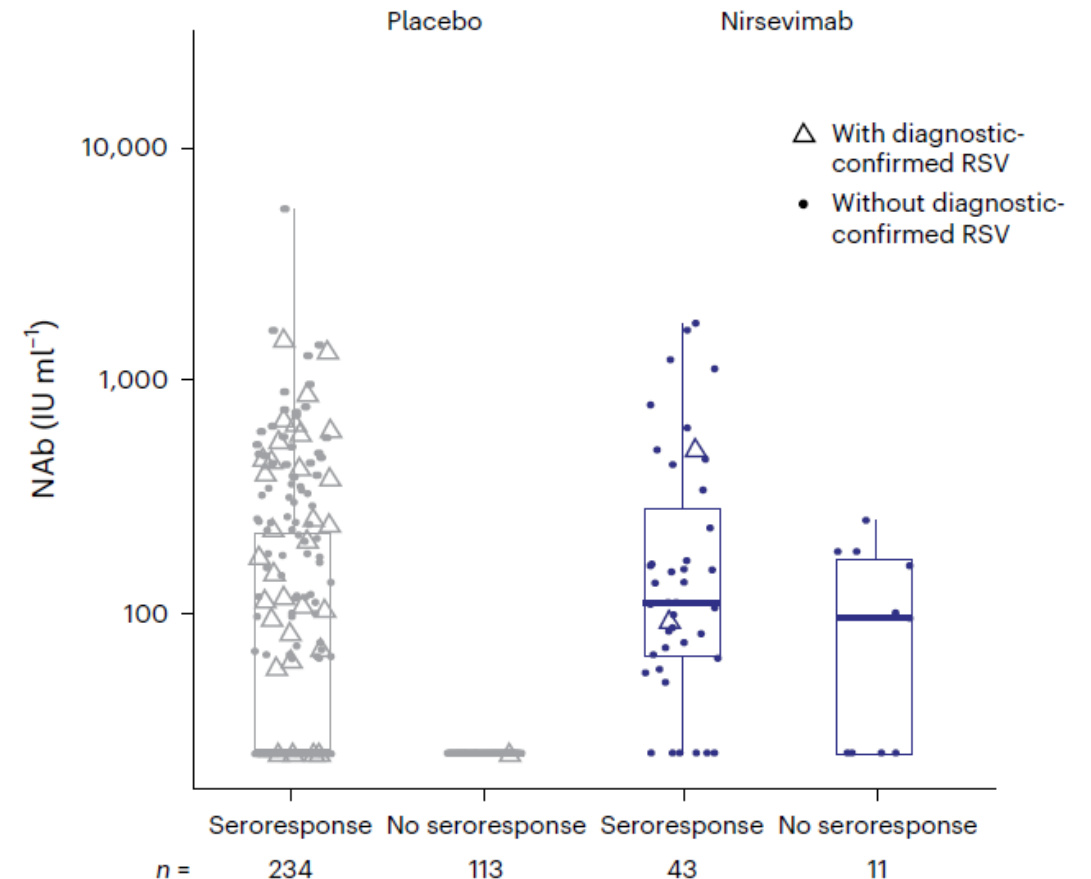 Placebo Nirsevimab
With diagnostic-
confirmed RSV
Without diagnostic-
confirmed RSV
10,000
1,000
100
NAb (IU ml⁻¹)
Seroresponse No seroresponse Seroresponse No seroresponse
n = 234 113 43 11